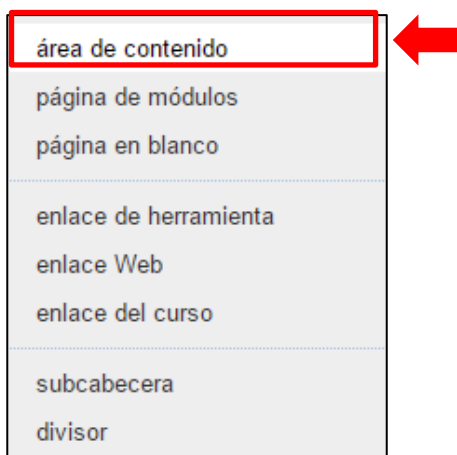 área de contenido
página de módulos
página en blanco
enlace de herramienta
enlace Web
enlace del curso
subcabecera
divisor